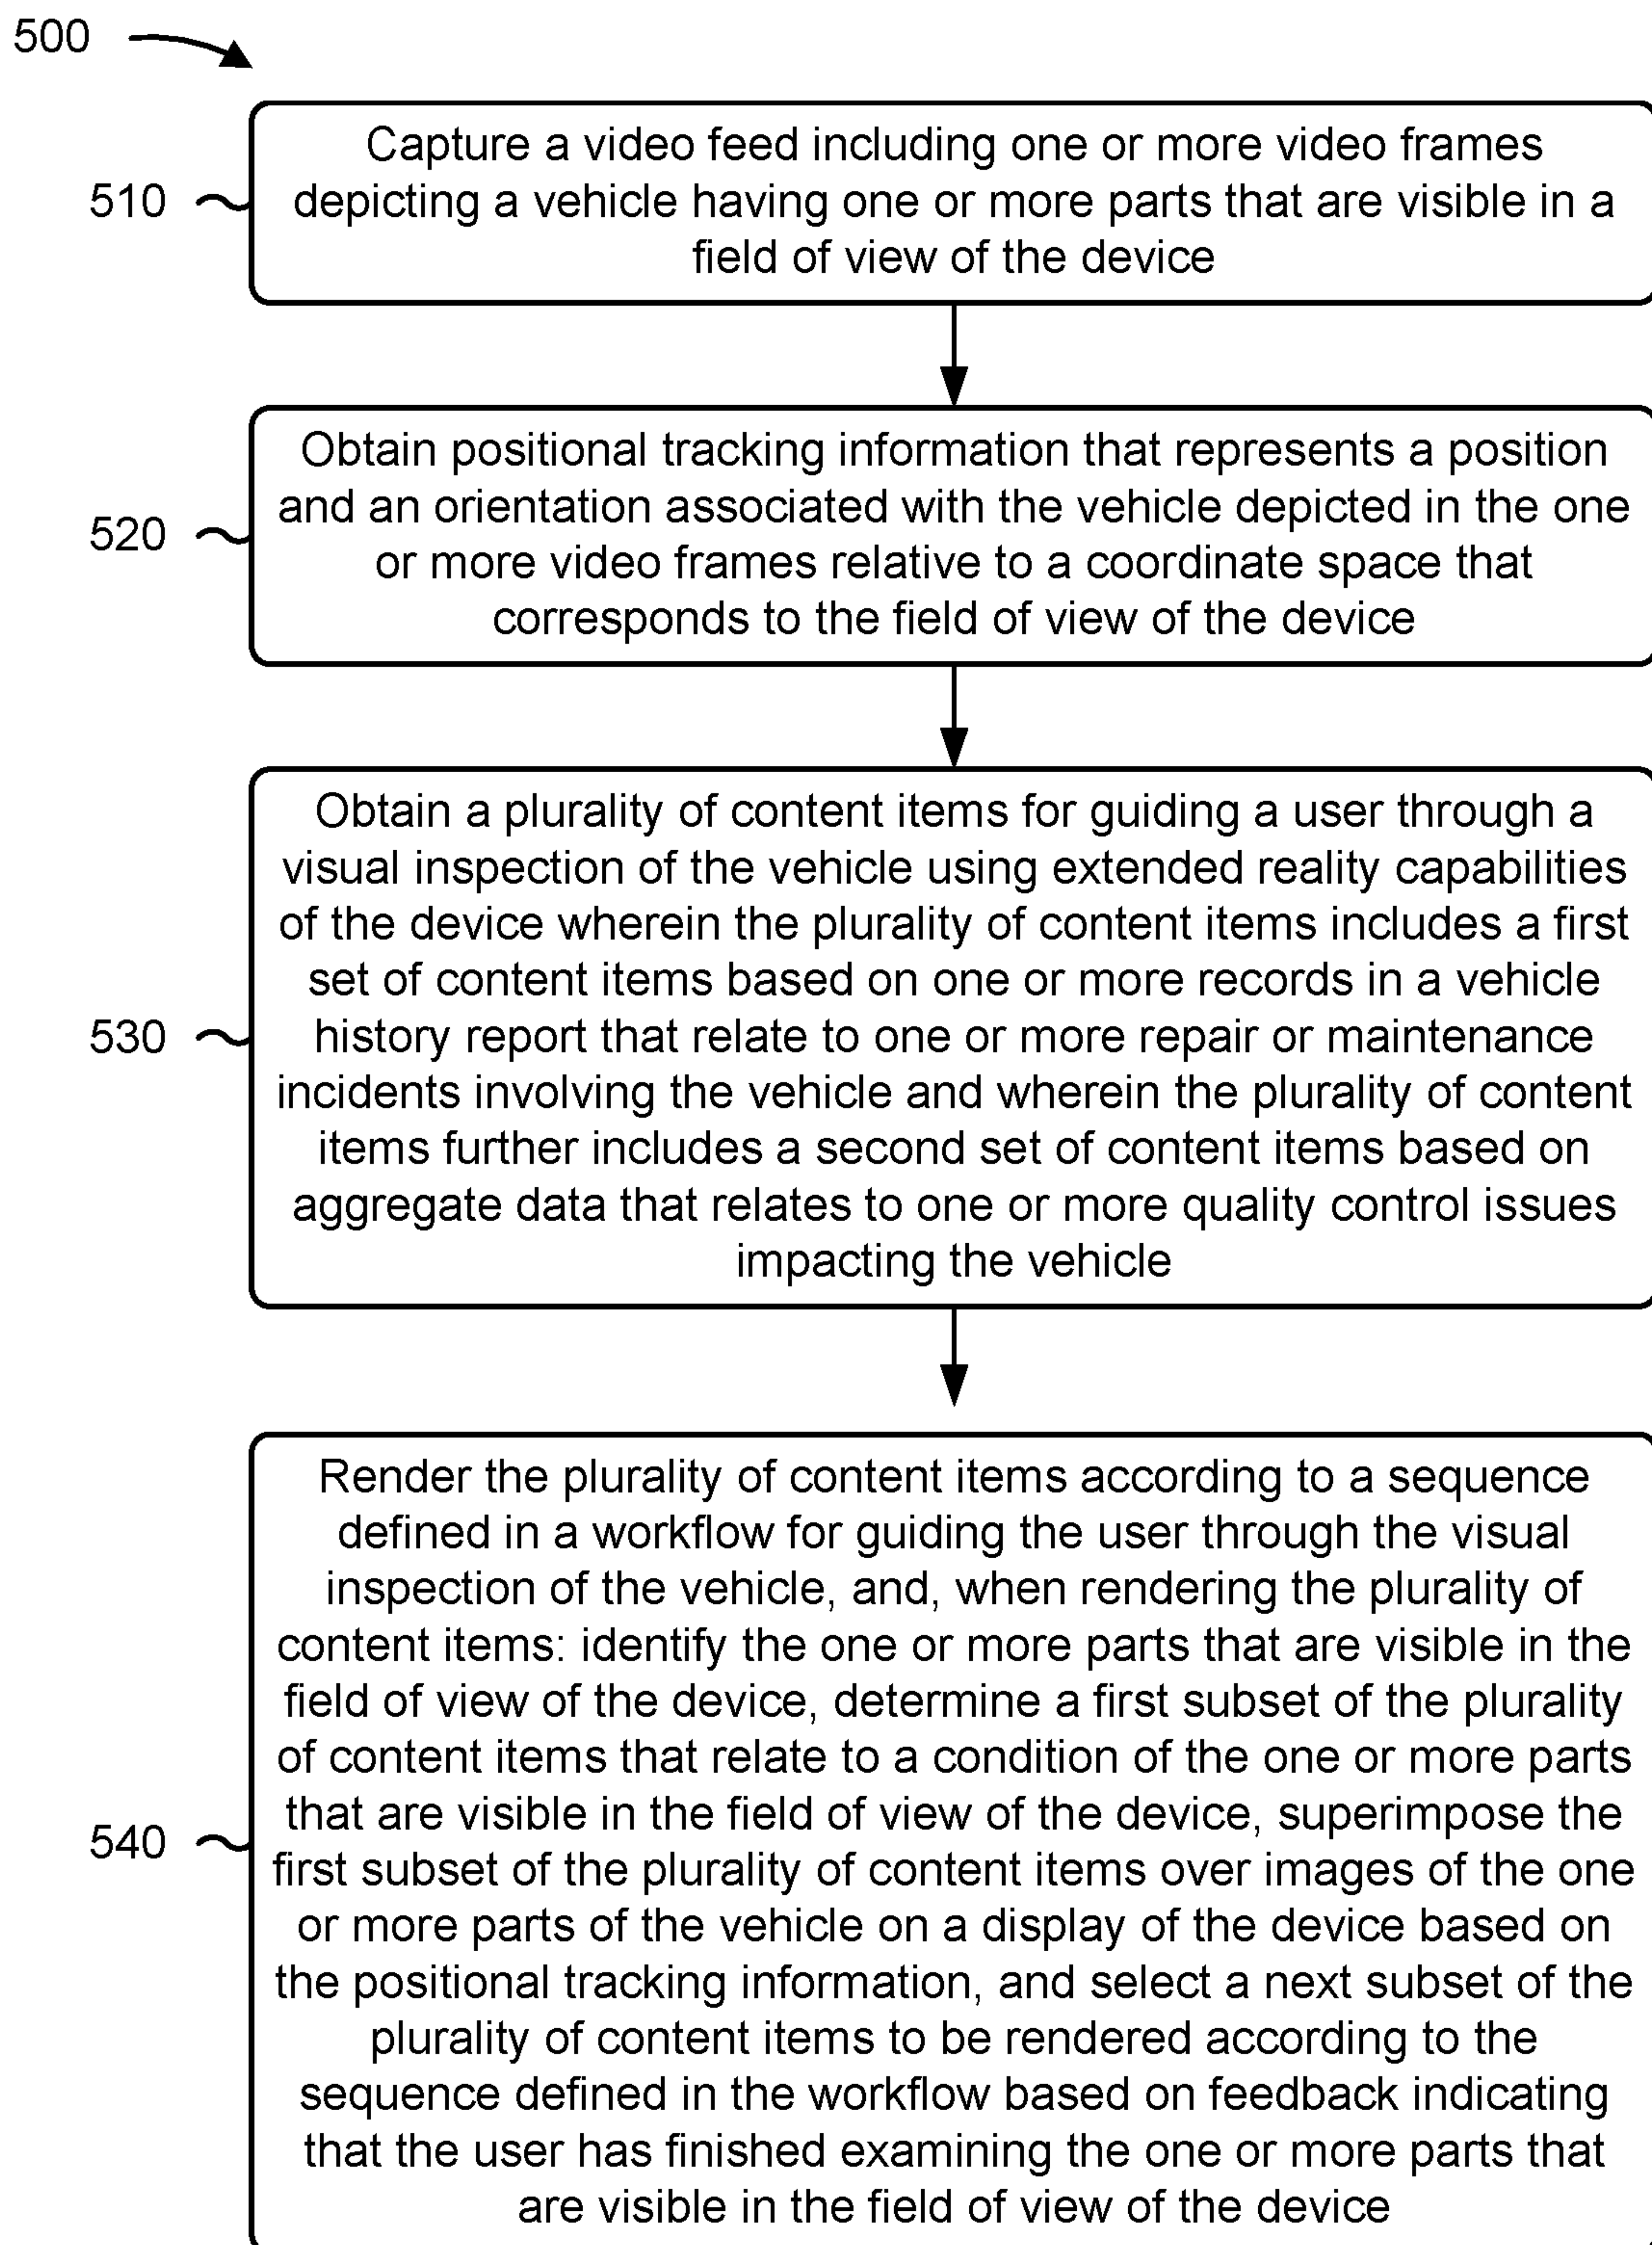 500
Capture a video feed including one or more video frames
depicting a vehicle having one or more parts that are visible in a
field of view of the device
510
Obtain positional tracking information that represents a position
and an orientation associated with the vehicle depicted in the one
or more video frames relative to a coordinate space that
corresponds to the field of view of the device
520
Obtain a plurality of content items for guiding a user through a
visual inspection of the vehicle using extended reality capabilities
of the device wherein the plurality of content items includes a first
set of content items based on one or more records in a vehicle
history report that relate to one or more repair or maintenance
incidents involving the vehicle and wherein the plurality of content
items further includes a second set of content items based on
aggregate data that relates to one or more quality control issues
impacting the vehicle
530
Render the plurality of content items according to a sequence
defined in a workflow for guiding the user through the visual
inspection of the vehicle, and, when rendering the plurality of
content items: identify the one or more parts that are visible in the
field of view of the device, determine a first subset of the plurality
of content items that relate to a condition of the one or more parts
that are visible in the field of view of the device, superimpose the
first subset of the plurality of content items over images of the one
or more parts of the vehicle on a display of the device based on
the positional tracking information, and select a next subset of the
plurality of content items to be rendered according to the
sequence defined in the workflow based on feedback indicating
that the user has finished examining the one or more parts that
are visible in the field of view of the device
540